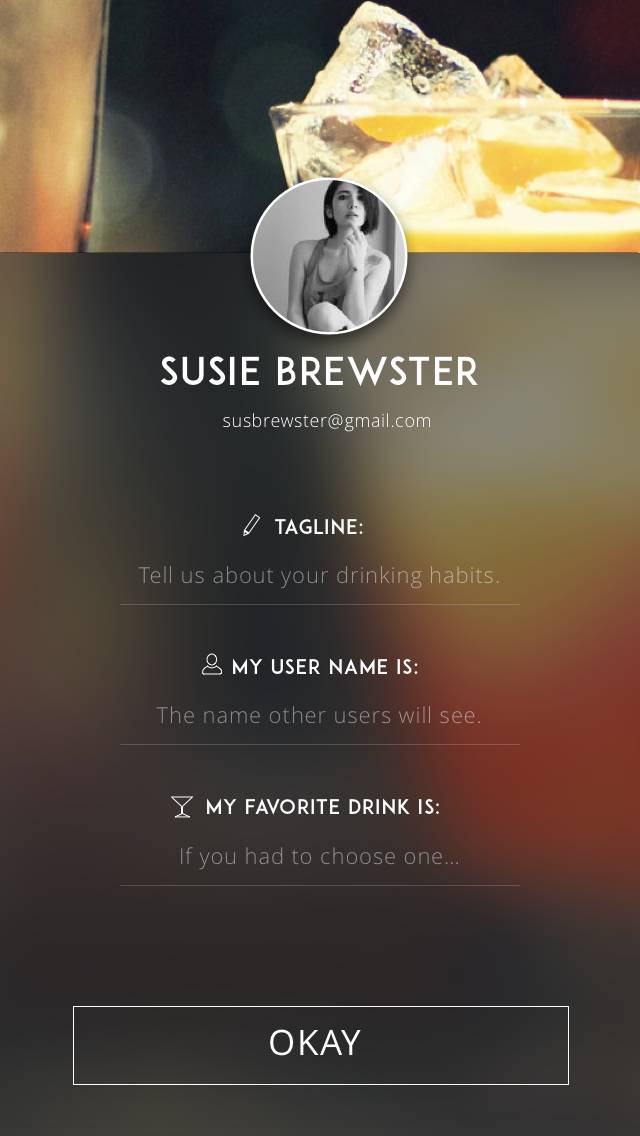 SUSIE BREWSTER
susbrewster@gmail.com
TAGLINE:
Tell us about your drinking habits.
MY USER NAME IS:
The name other users will see.
MY FAVORITE DRINK IS:
If you had to choose one...
OKAY